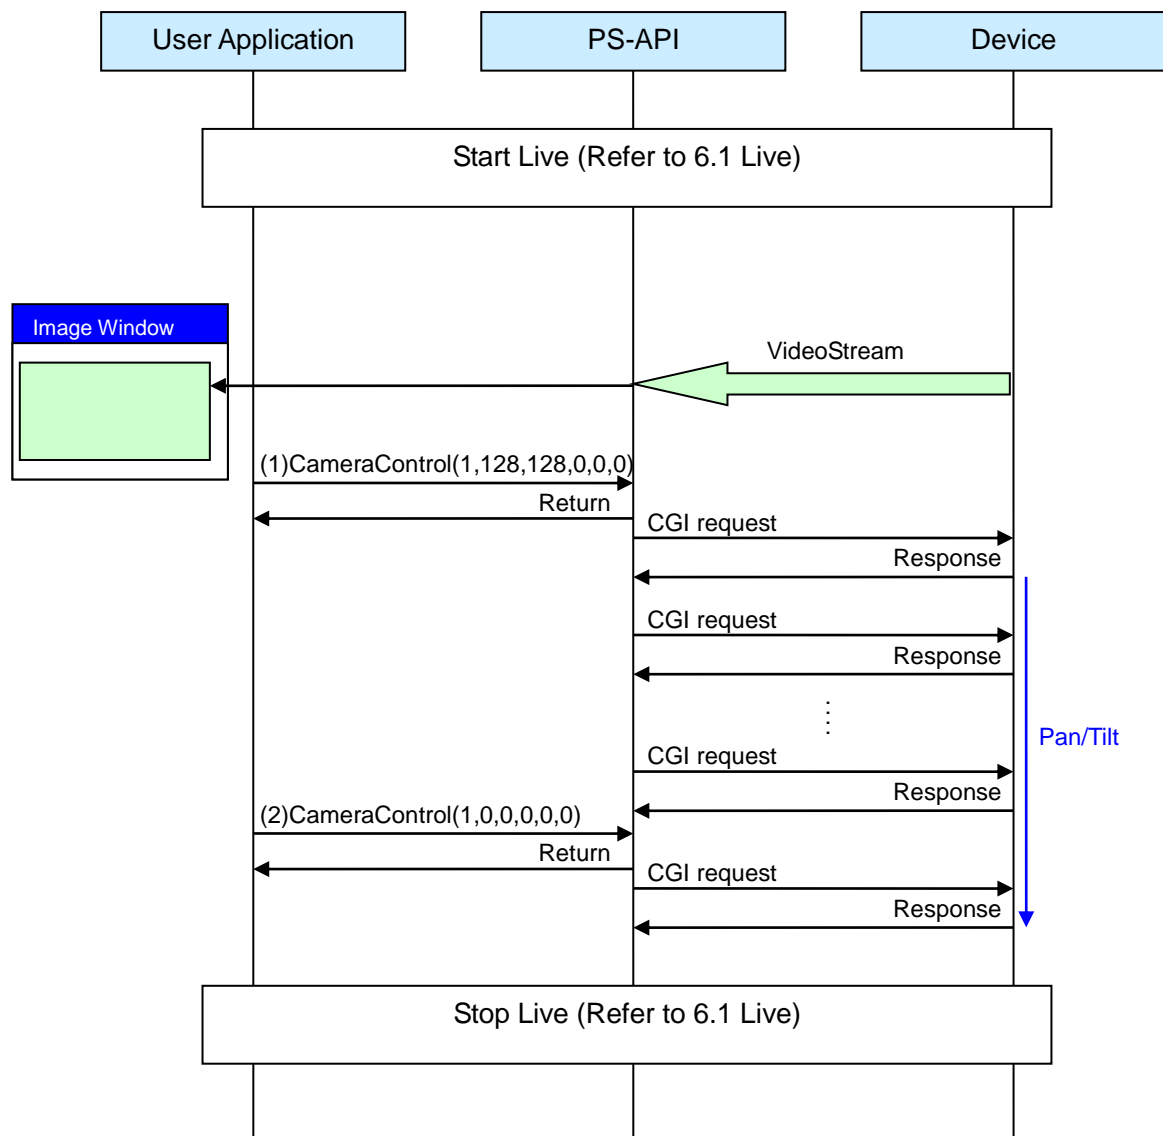 User Application
PS-API
Device
Start Live (Refer to 6.1 Live)
Image Window
VideoStream
(1)CameraControl(1,128,128,0,0,0)
Return
CGI request
Response
CGI request
Response
Pan/Tilt
CGI request
Response
(2)CameraControl(1,0,0,0,0,0)
Return
CGI request
Response
Stop Live (Refer to 6.1 Live)